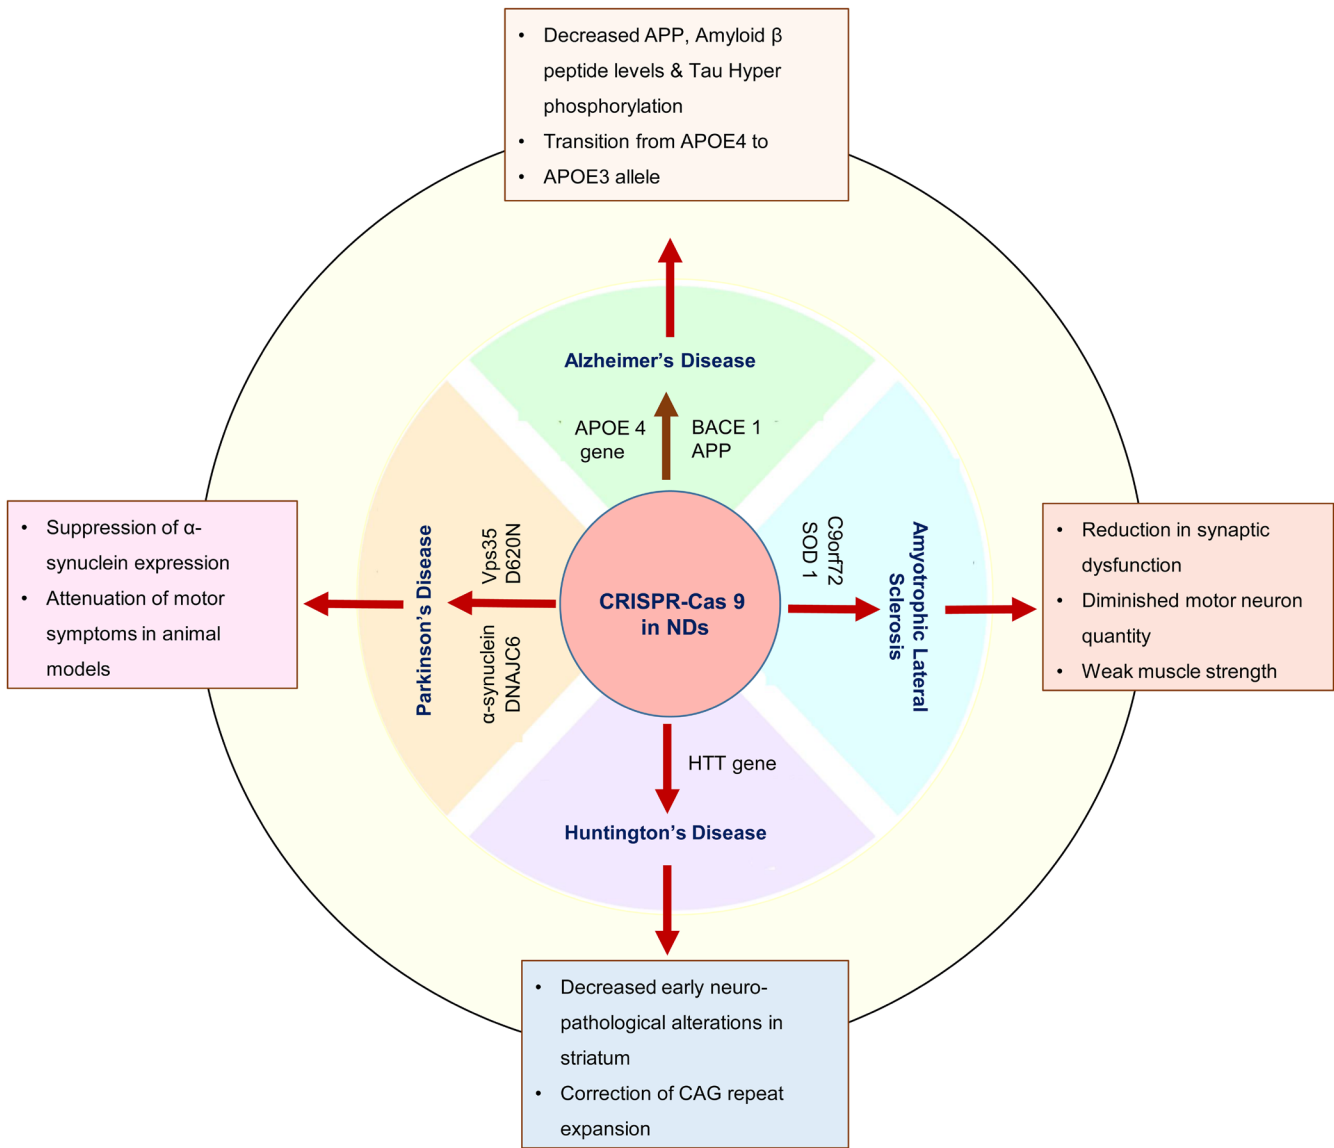 • Decreased APP, Amyloid β
peptide levels & Tau Hyper
phosphorylation
• Transition from APOE4 to
• APOE3 allele
Alzheimer’s Disease
APOE 4
gene
BACE 1
APP
• Suppression of α-
synuclein expression
• Attenuation of motor
symptoms in animal
models
Parkinson’s Disease
Vps35
D620N
α-synuclein
DNAJC6
CRISPR-Cas 9
in NDs
C9orf72
SOD 1
Amyotrophic Lateral
Sclerosis
• Reduction in synaptic
dysfunction
• Diminished motor neuron
quantity
• Weak muscle strength
HTT gene
Huntington’s Disease
• Decreased early neuro-
pathological alterations in
striatum
• Correction of CAG repeat
expansion